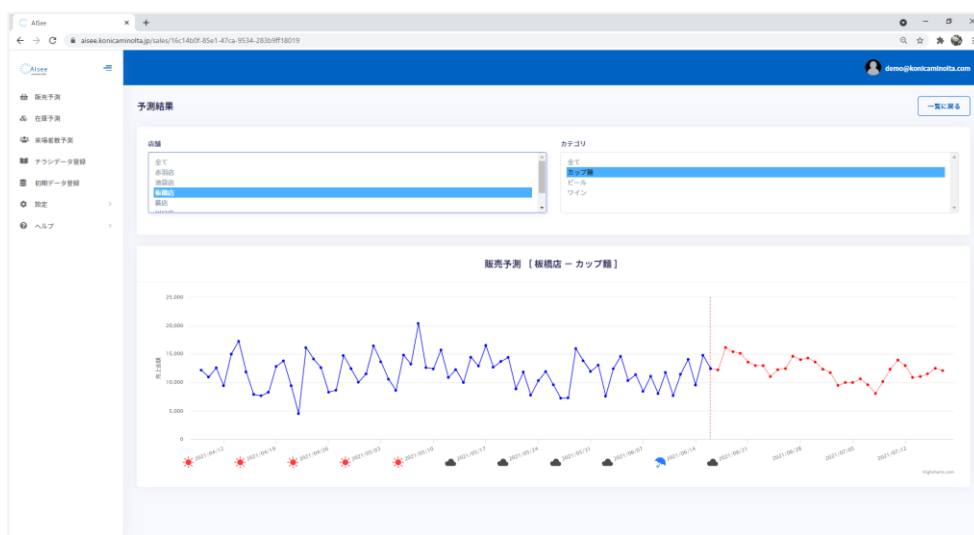 AISee
aisee.konicaminolta.jp/sales/16c14b0f-85e1-47ca-9534-283b9ff18019
AIsee
demo@konicaminolta.com
販売予測
在庫予測
来場者数予測
チラシデータ登録
初期データ登録
設定
ヘルプ
予測結果
一覧に戻る
店舗
全て
赤羽店
池袋店
板橋店
蕨店
カテゴリ
全て
カップ麺
ビール
ワイン
販売予測 [ 板橋店 ー カップ麺 ]
売上金額
25,000
20,000
15,000
10,000
5,000
0
2021/04/12
2021/04/19
2021/04/26
2021/05/03
2021/05/10
2021/05/17
2021/05/24
2021/05/31
2021/06/07
2021/06/14
2021/06/21
2021/06/28
2021/07/05
2021/07/12
Highcharts.com